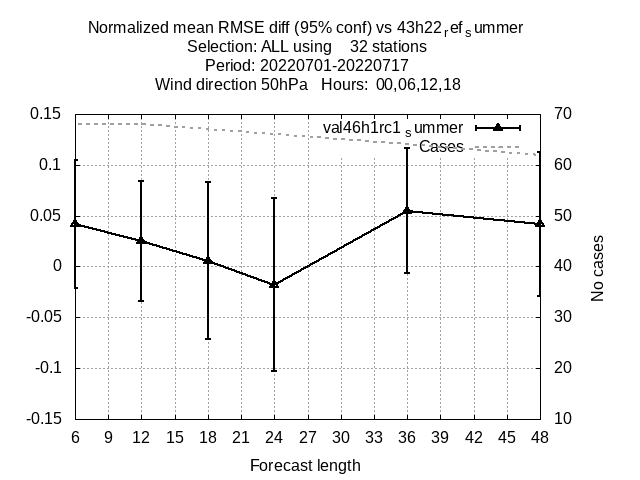 Normalized mean RMSE diff (95% conf) vs 43h22refsummer
Selection: ALL using 32 stations
Period: 20220701-20220717
Wind direction 50hPa Hours: 00,06,12,18
val46h1rc1summer
Cases
0.15
0.1
0.05
0
-0.05
-0.1
-0.15
70
60
50
40
30
20
10
No cases
6 9 12 15 18 21 24 27 30 33 36 39 42 45 48
Forecast length